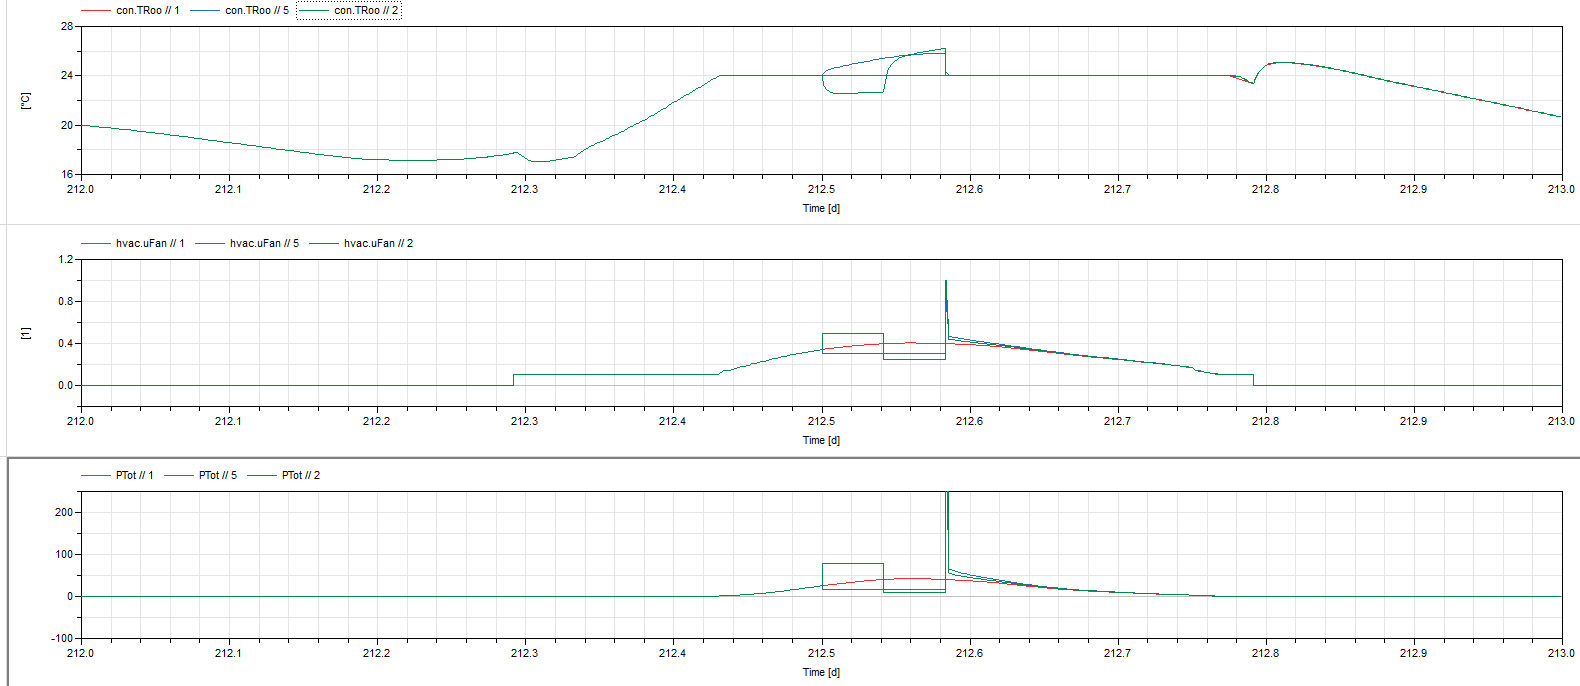 con.TRoo // 1 con.TRoo // 5 con.TRoo // 2
28
24
20
16
[°C]
212.0 212.1 212.2 212.3 212.4 212.5 212.6 212.7 212.8 212.9 213.0
Time [d]
hvac.uFan // 1 hvac.uFan // 5 hvac.uFan // 2
1.2
0.8
0.4
0.0
[1]
212.0 212.1 212.2 212.3 212.4 212.5 212.6 212.7 212.8 212.9 213.0
Time [d]
PTot // 1 PTot // 5 PTot // 2
200
100
0
-100
212.0 212.1 212.2 212.3 212.4 212.5 212.6 212.7 212.8 212.9 213.0
Time [d]